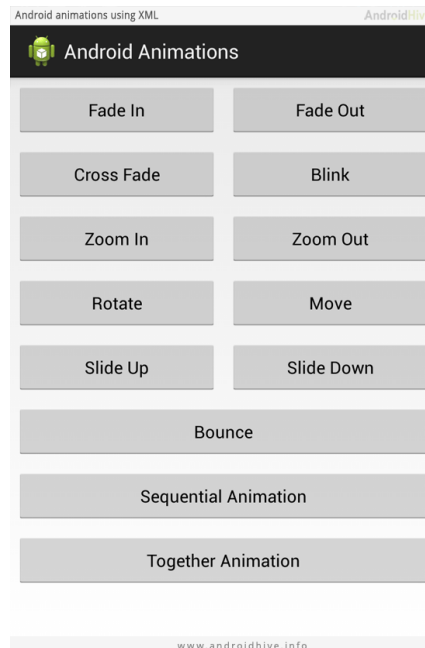 Android animations using XML
AndroidHive
Android Animations
Fade In
Fade Out
Cross Fade
Blink
Zoom In
Zoom Out
Rotate
Move
Slide Up
Slide Down
Bounce
Sequential Animation
Together Animation
www.androidhive.info